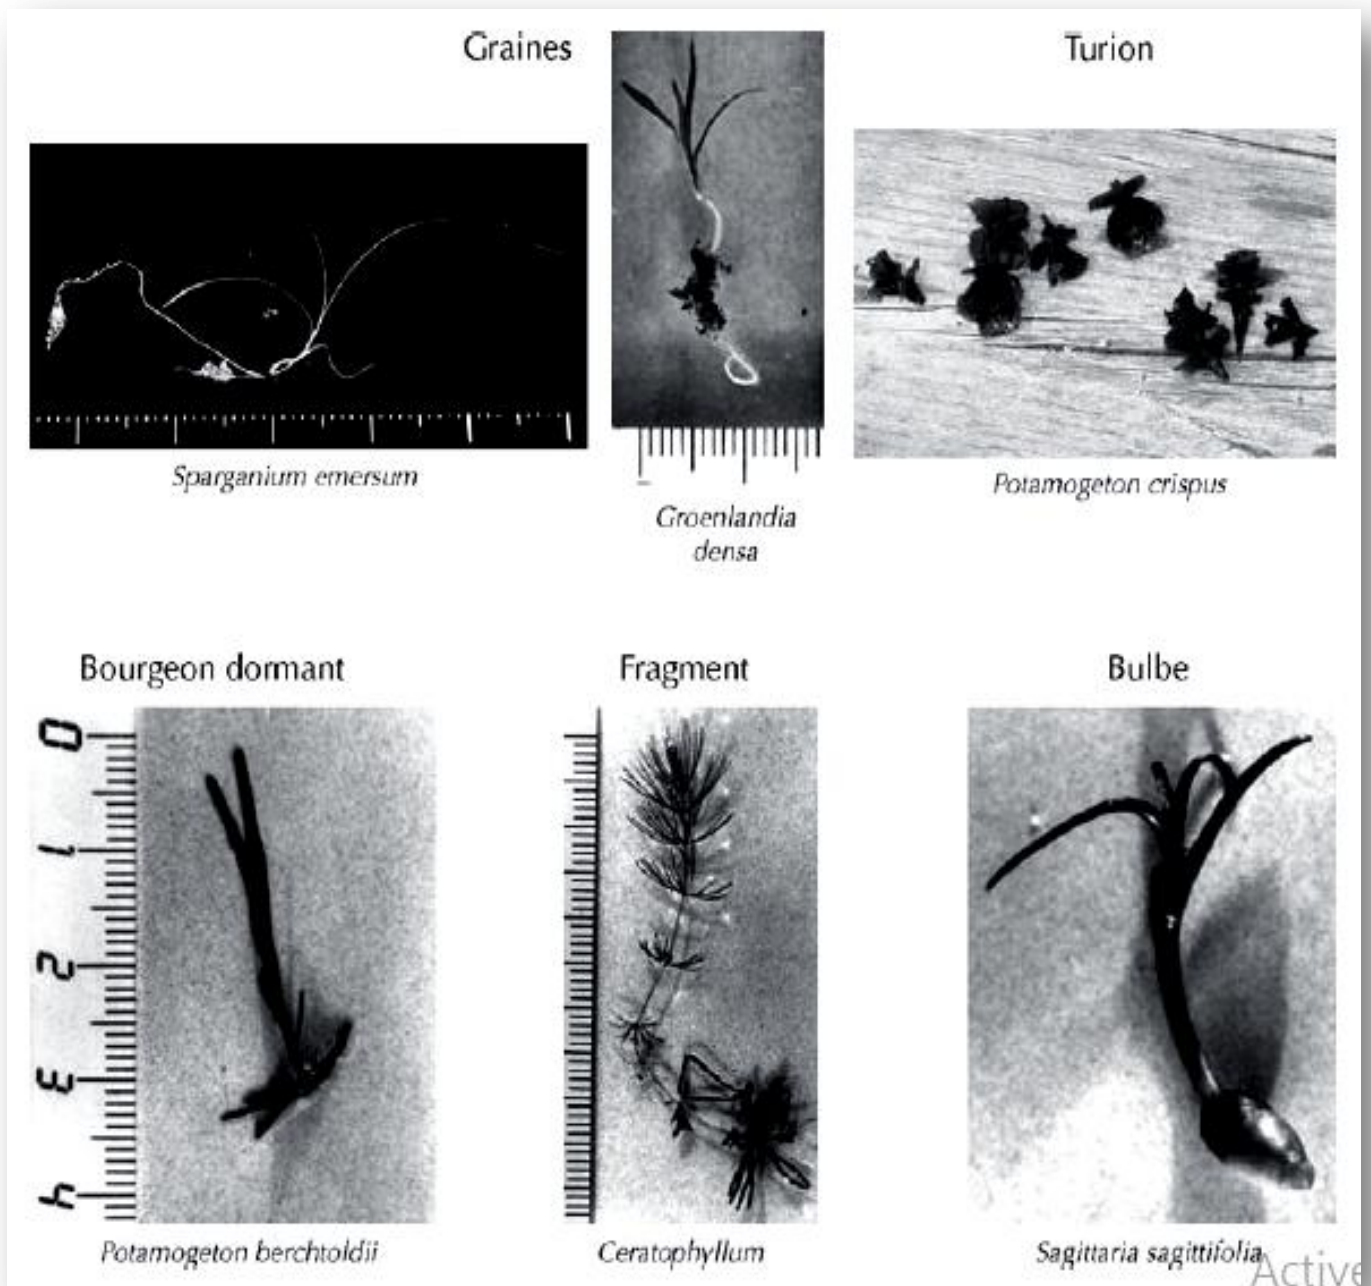 Graines
Turion
Sparganium emersum
Groenlandia
densa
Potamogeton crispus
Bourgeon dormant
Fragment
Bulbe
0
1
2
3
4
Potamogeton berchtoldii
Ceratophyllum
Sagittaria sagittifolia
Active